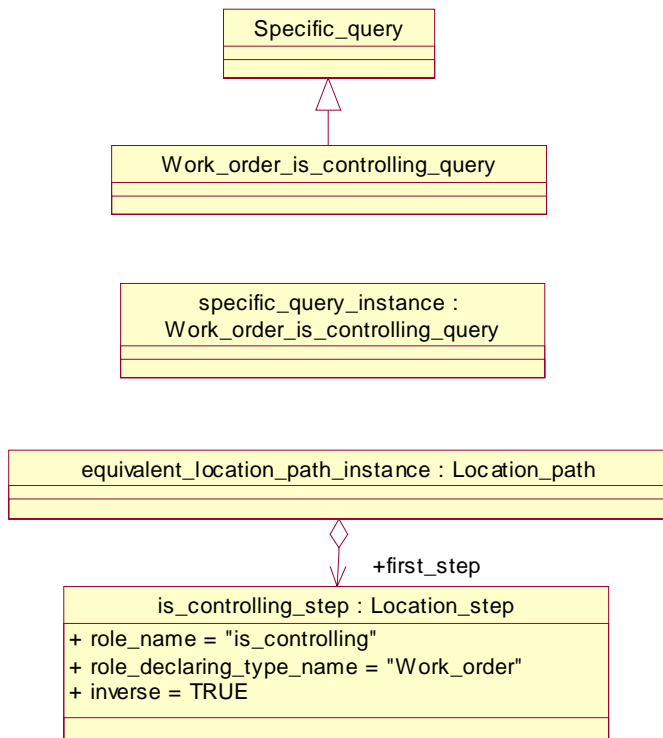 Specific_query
Work_order_is_controlling_query
specific_query_instance :
Work_order_is_controlling_query
equivalent_location_path_instance : Location_path
+first_step
is_controlling_step : Location_step
+ role_name = "is_controlling"
+ role_declaring_type_name = "Work_order"
+ inverse = TRUE